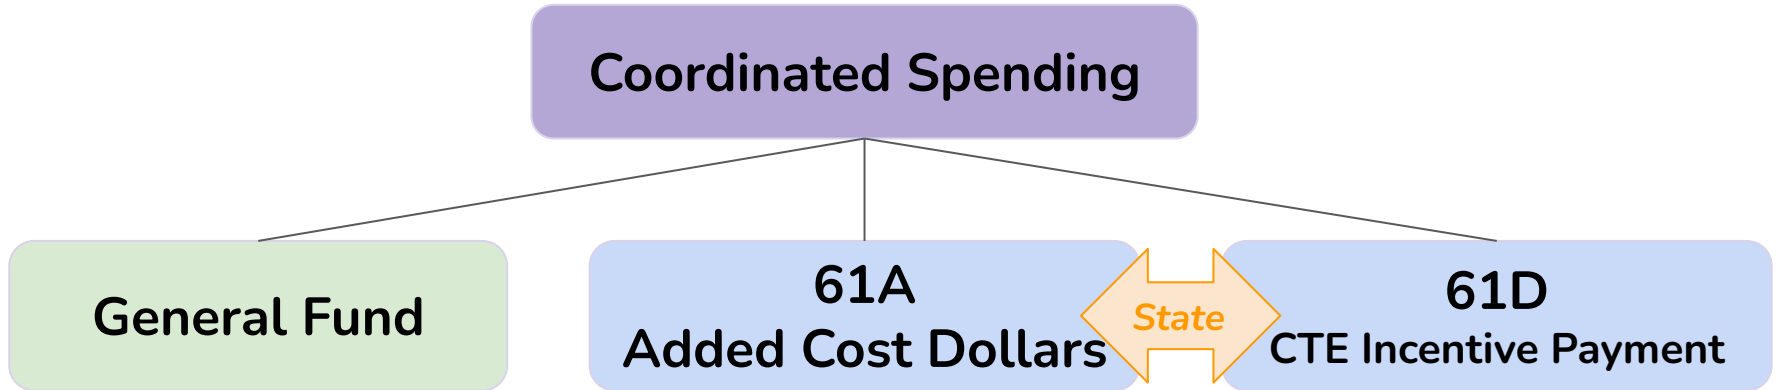 Coordinated Spending
General Fund
61A
Added Cost Dollars
State
61D
CTE Incentive Payment